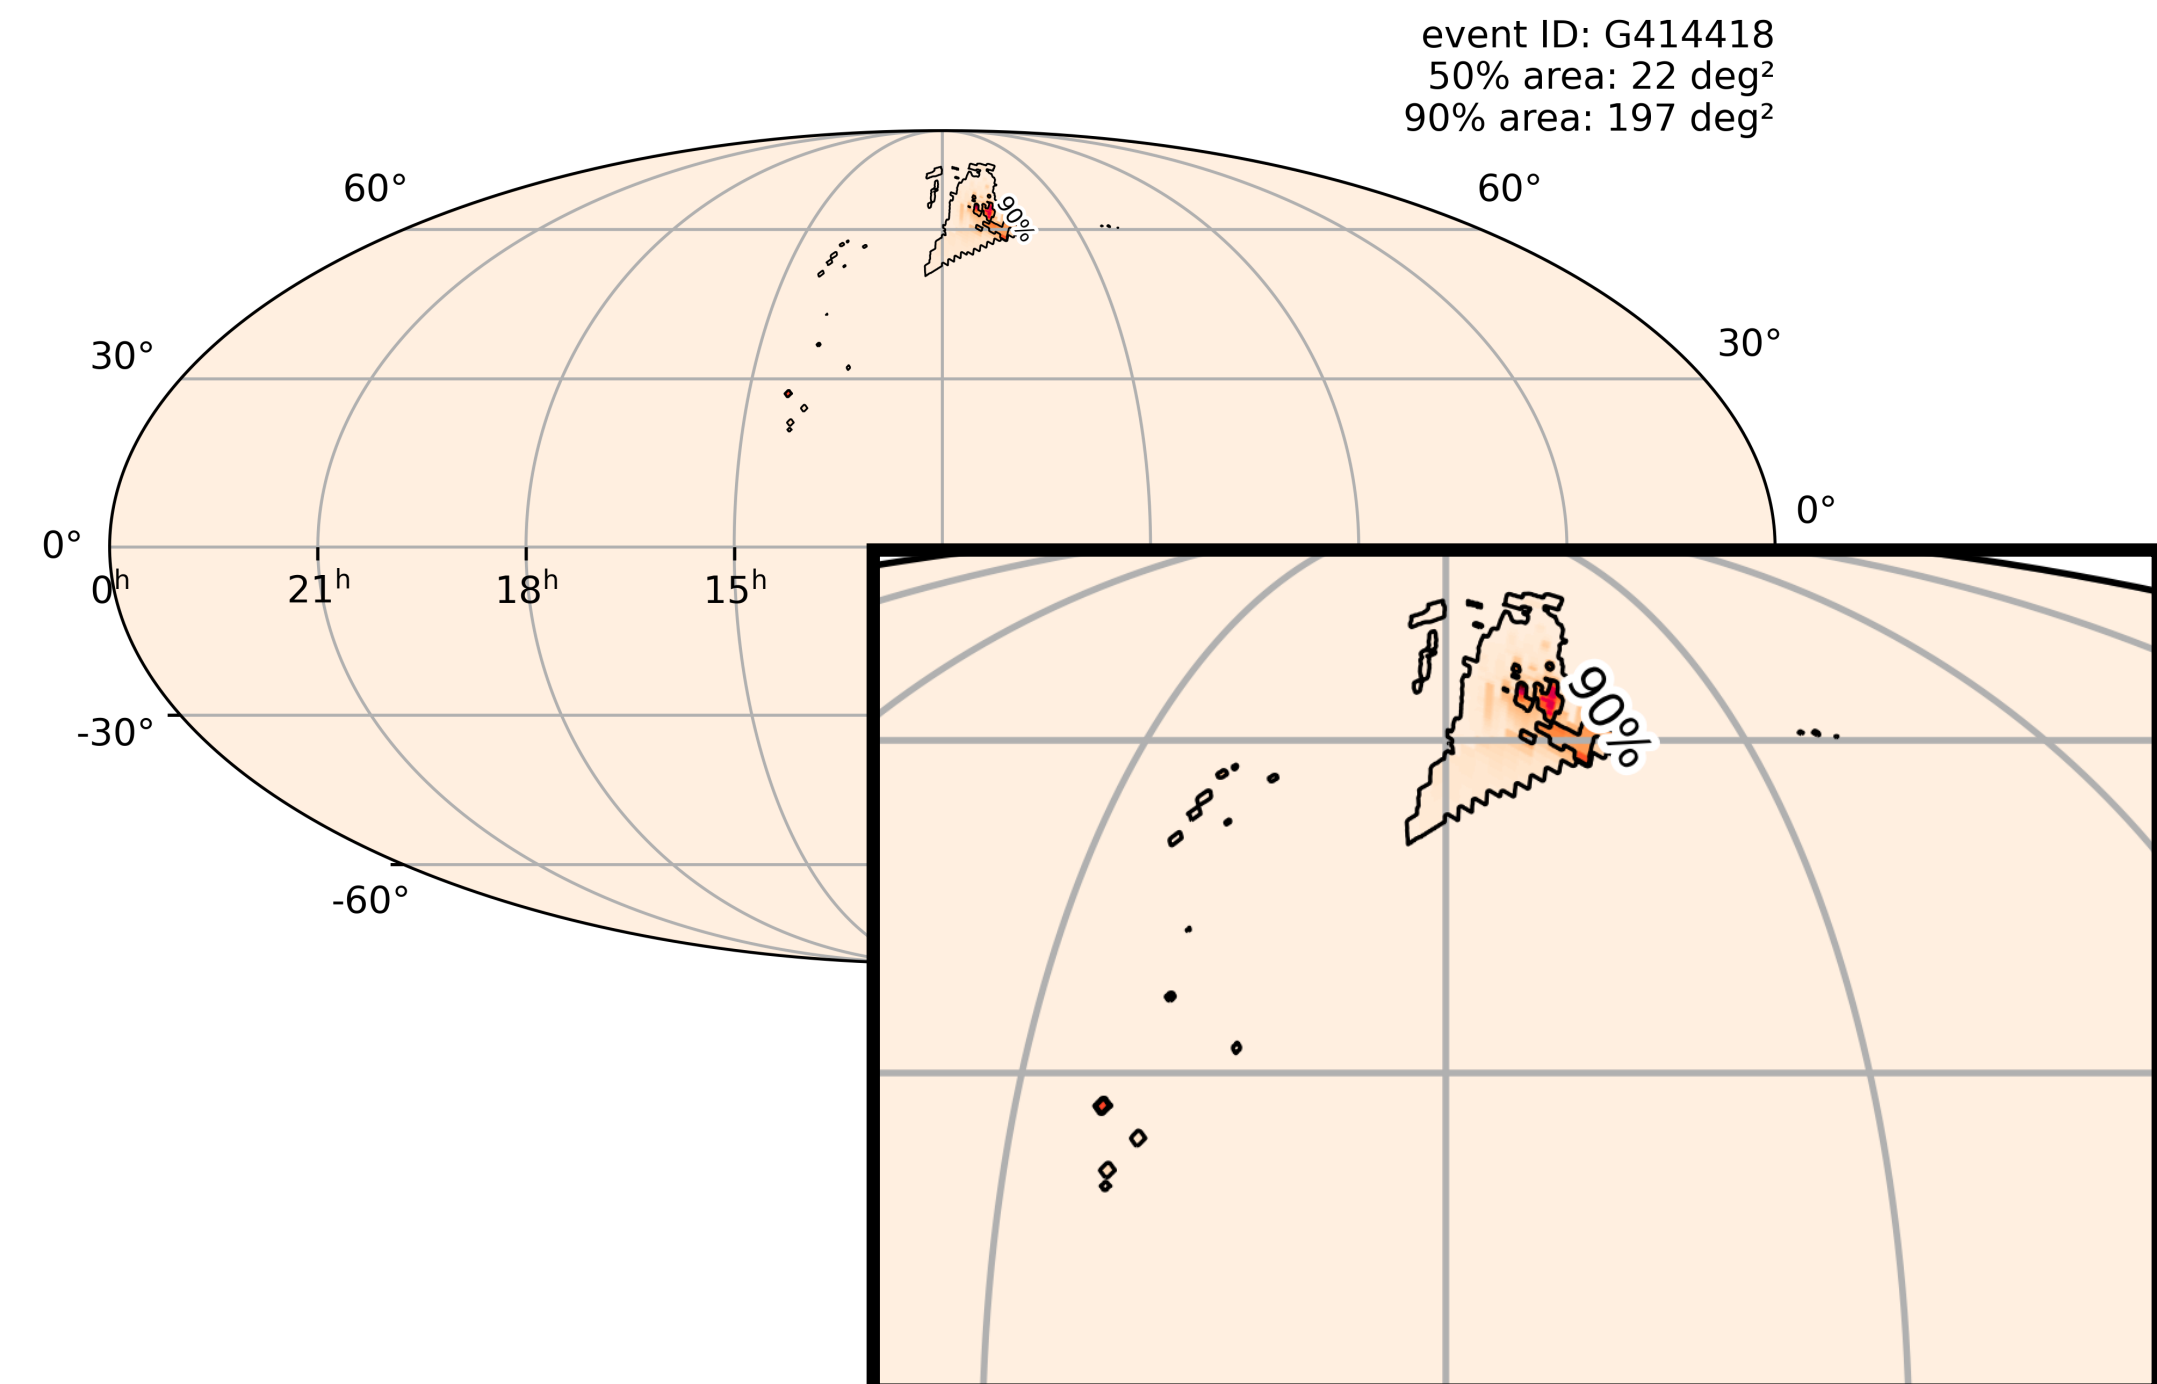 event ID: G414418
50% area: 22 deg²
90% area: 197 deg²
60°
60°
30°
30°
0°
0°
0ʰ
21ʰ
18ʰ
15ʰ
-30°
-60°
90%
90%